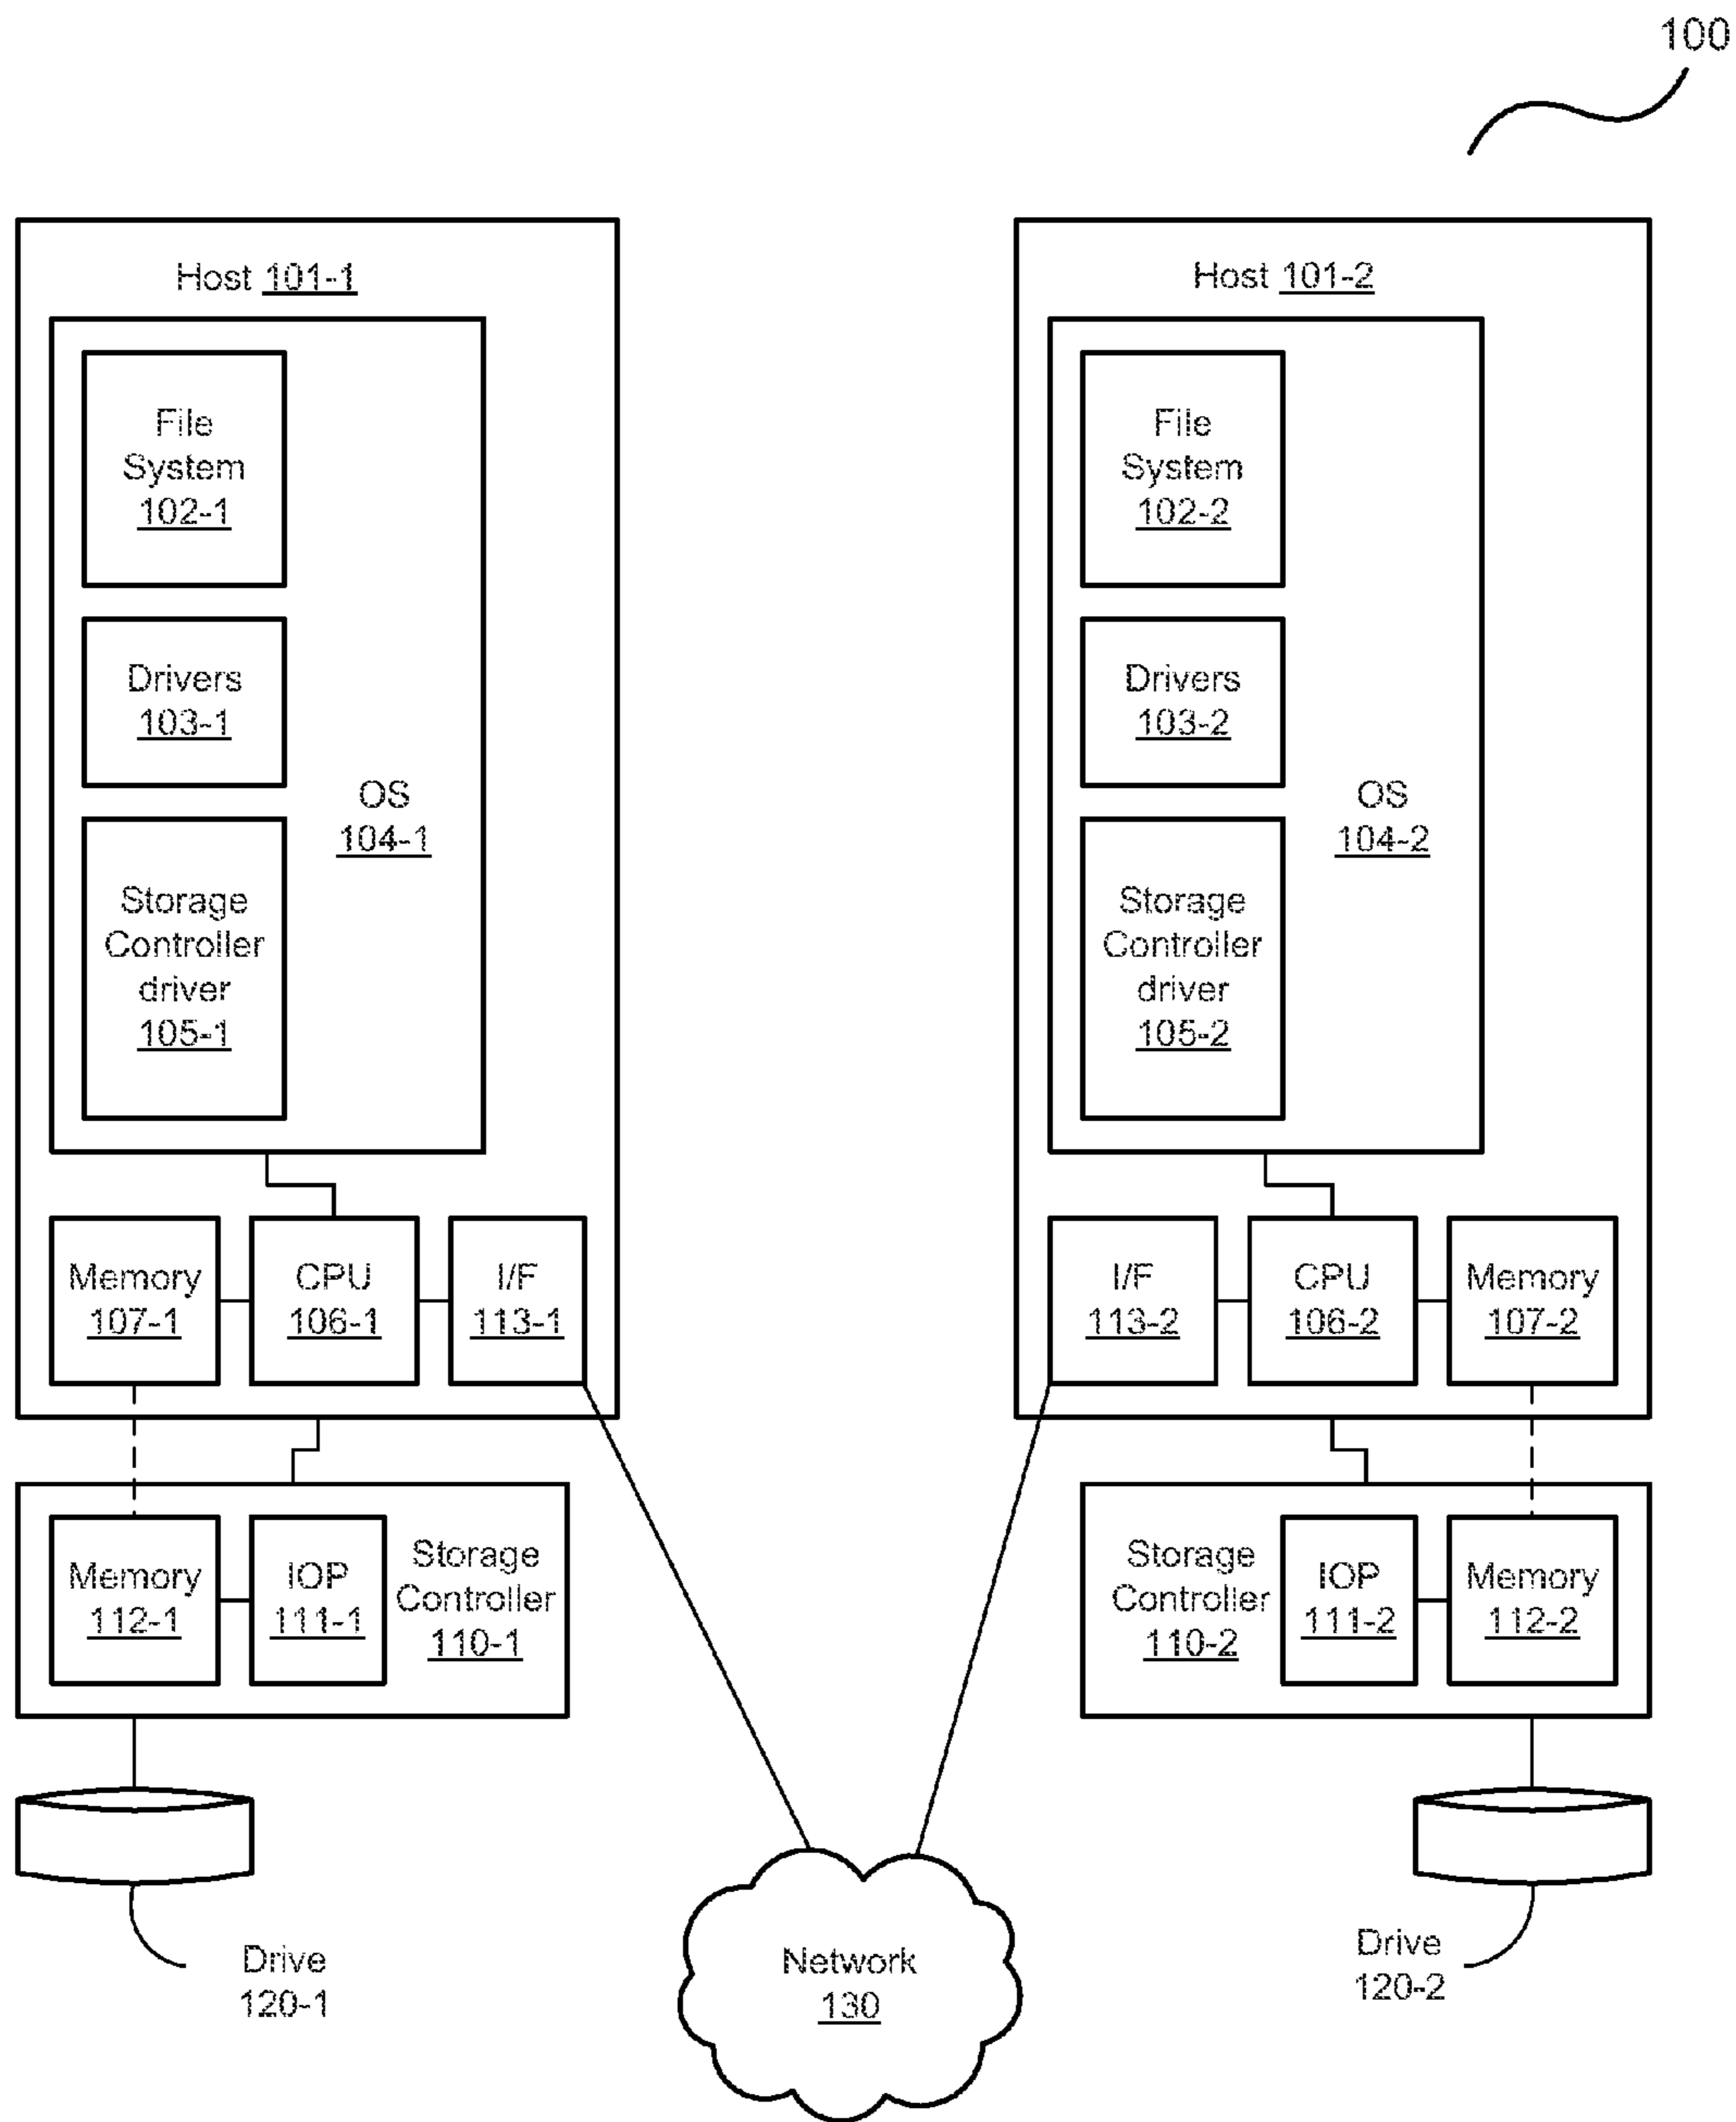 100
Host 101-1
File
System
102-1
Drivers
103-1
OS
104-1
Storage
Controller
driver
105-1
Memory
107-1
CPU
106-1
I/F
113-1
Memory
112-1
IOP
111-1
Storage
Controller
110-1
Drive
120-1
Host 101-2
File
System
102-2
Drivers
103-2
OS
104-2
Storage
Controller
driver
105-2
I/F
113-2
CPU
106-2
Memory
107-2
Storage
Controller
110-2
IOP
111-2
Memory
112-2
Drive
120-2
Network
130